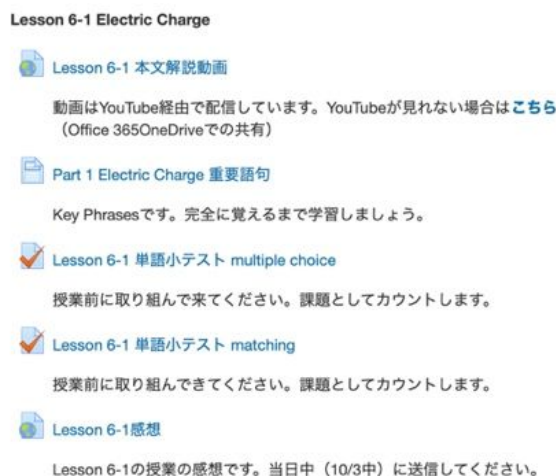 Lesson 6-1 Electric Charge
Lesson 6-1 本文解説動画
動画はYouTube経由で配信しています。YouTubeが見れない場合はこちら
（Office 365OneDriveでの共有）
Part 1 Electric Charge 重要語句
Key Phrasesです。完全に覚えるまで学習しましょう。
Lesson 6-1 単語小テスト multiple choice
授業前に取り組んで来てください。課題としてカウントします。
Lesson 6-1 単語小テスト matching
授業前に取り組んできてください。課題としてカウントします。
Lesson 6-1感想
Lesson 6-1の授業の感想です。当日中（10/3中）に送信してください。